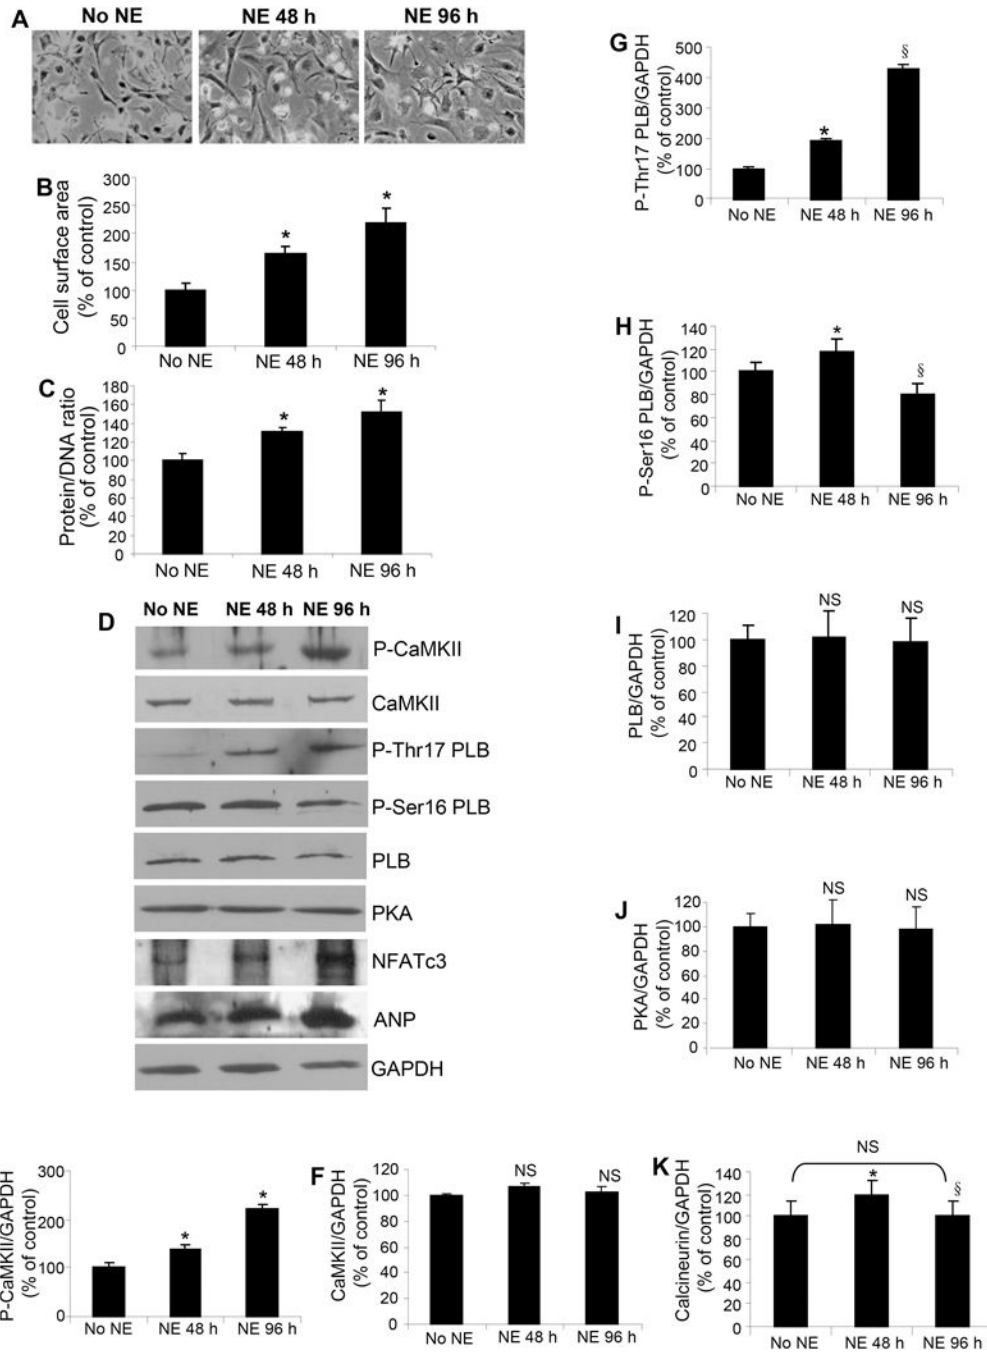 A
No NE
NE 48 h
NE 96 h
B
Cell surface area
(% of control)
300
250
200
150
100
50
0
*
*
No NE
NE 48 h
NE 96 h
C
Protein/DNA ratio
(% of control)
180
160
140
120
100
80
60
40
20
0
*
*
No NE
NE 48 h
NE 96 h
D
No NE
NE 48 h
NE 96 h
P-CaMKII
CaMKII
P-Thr17 PLB
P-Ser16 PLB
PLB
PKA
NFATc3
ANP
GAPDH
P-CaMKII/GAPDH
(% of control)
300
200
100
0
*
*
No NE
NE 48 h
NE 96 h
F
CaMKII/GAPDH
(% of control)
120
100
80
60
40
20
0
NS
NS
No NE
NE 48 h
NE 96 h
G
P-Thr17 PLB/GAPDH
(% of control)
500
400
300
200
100
0
*
§
No NE
NE 48 h
NE 96 h
H
P-Ser16 PLB/GAPDH
(% of control)
140
120
100
80
60
40
20
0
*
§
No NE
NE 48 h
NE 96 h
I
PLB/GAPDH
(% of control)
120
100
80
60
40
20
0
NS
NS
No NE
NE 48 h
NE 96 h
J
PKA/GAPDH
(% of control)
120
100
80
60
40
20
0
NS
NS
No NE
NE 48 h
NE 96 h
K
Calcineurin/GAPDH
(% of control)
140
120
100
80
60
40
20
0
NS
*
§
No NE
NE 48 h
NE 96 h